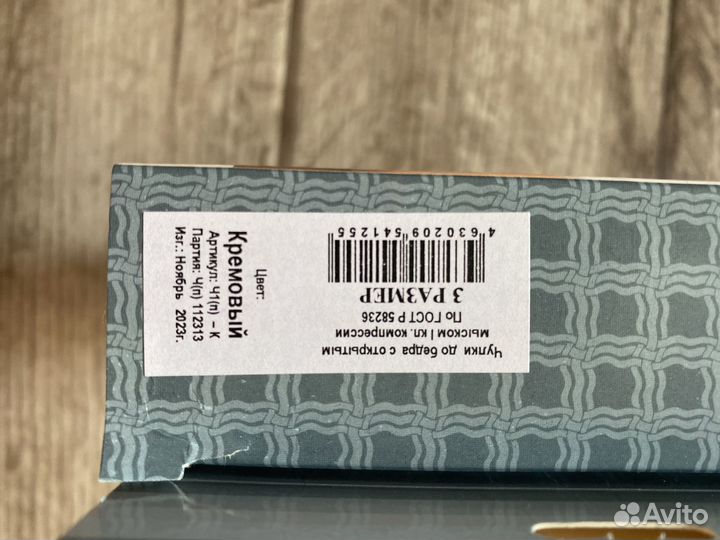 Чулки до бедра с открытым
мыском I кл. компрессии
По ГОСТ Р 58236
3 РАЗМЕР
4 630209 541255
Цвет:
Кремовый
Артикул: Ч1(п) – К
Партия: Ч(п) 112313
Изг.: Ноябрь 2023г.
Avito